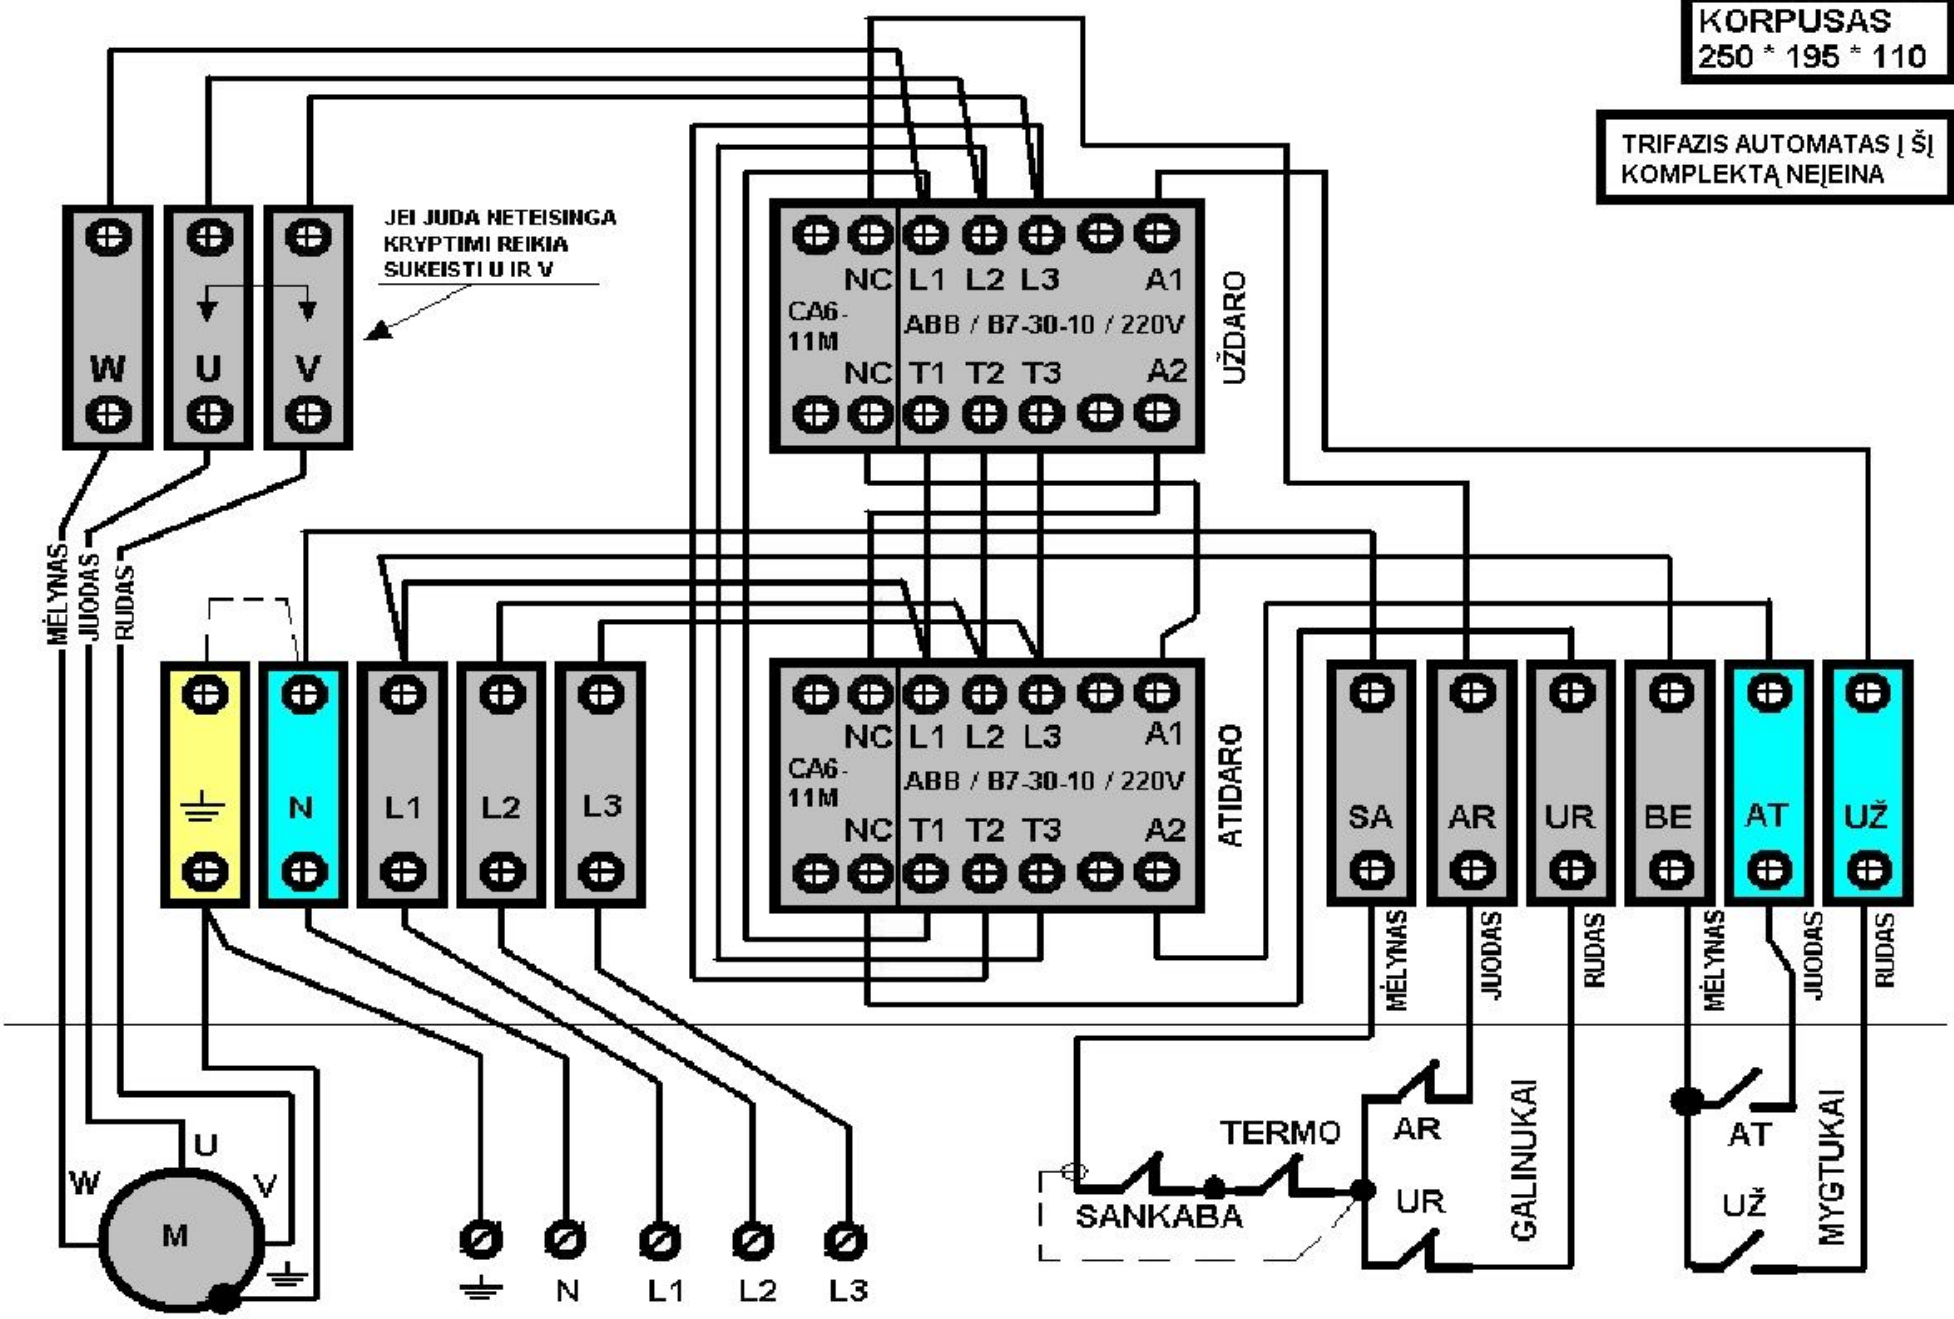 KORPUSAS
250 * 195 * 110
TRIFAZIS AUTOMATAS Į ŠĮ
KOMPLEKTĄ NEĮEINA
JEI JUDA NETEISINGA
KRYPTIMI REIKIA
SUKEISTI U IR V
W
U
V
NC L1 L2 L3 A1
CA6-
11M
ABB / B7-30-10 / 220V
NC T1 T2 T3 A2
UŽDARO
MĖLYNAS
JUODAS
RUDAS
N
L1
L2
L3
NC L1 L2 L3 A1
CA6-
11M
ABB / B7-30-10 / 220V
NC T1 T2 T3 A2
ATIDARO
SA
AR
UR
BE
AT
UŽ
MĖLYNAS
JUODAS
RUDAS
MĖLYNAS
JUODAS
RUDAS
W
U
V
M
N
L1
L2
L3
SANKABA
TERMO
AR
UR
GALINUKAI
AT
UŽ
MYGTUKAI